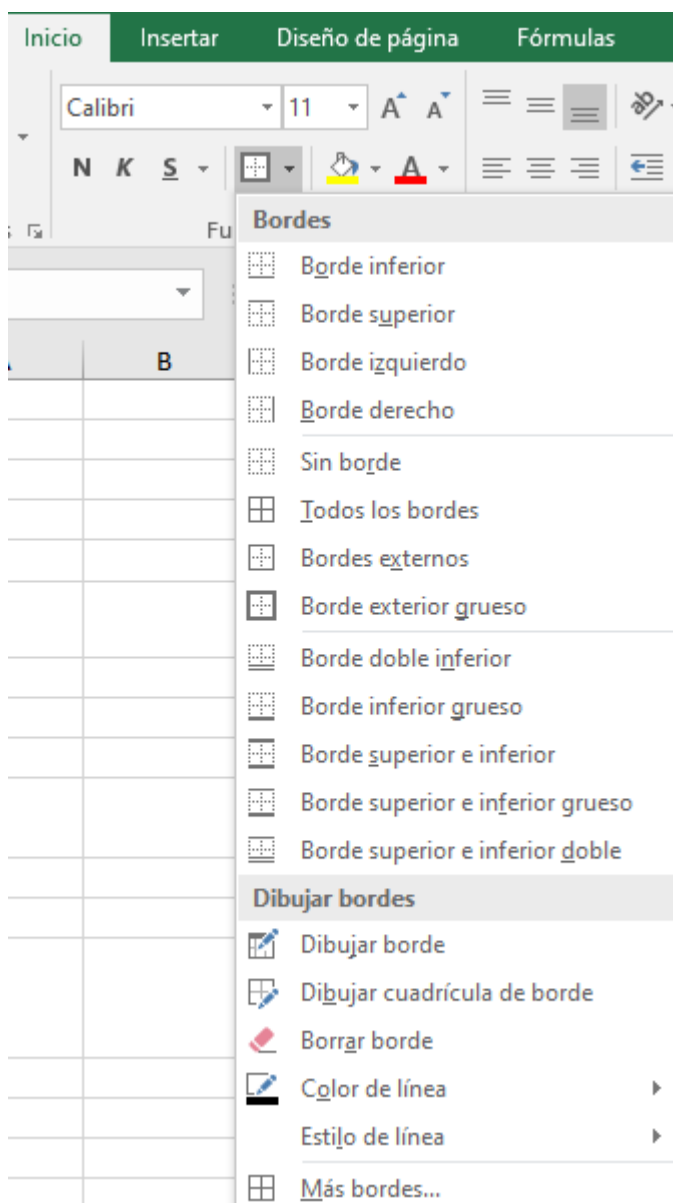 Inicio Insertar Diseño de página Fórmulas
Calibri 11 A A
N K S A
Fu
Bordes
Borde inferior
B
Borde superior
Borde izquierdo
Borde derecho
Sin borde
Todos los bordes
Bordes externos
Borde exterior grueso
Borde doble inferior
Borde inferior grueso
Borde superior e inferior
Borde superior e inferior grueso
Borde superior e inferior doble
Dibujar bordes
Dibujar borde
Dibujar cuadrícula de borde
Borrar borde
Color de línea
Estilo de línea
Más bordes...